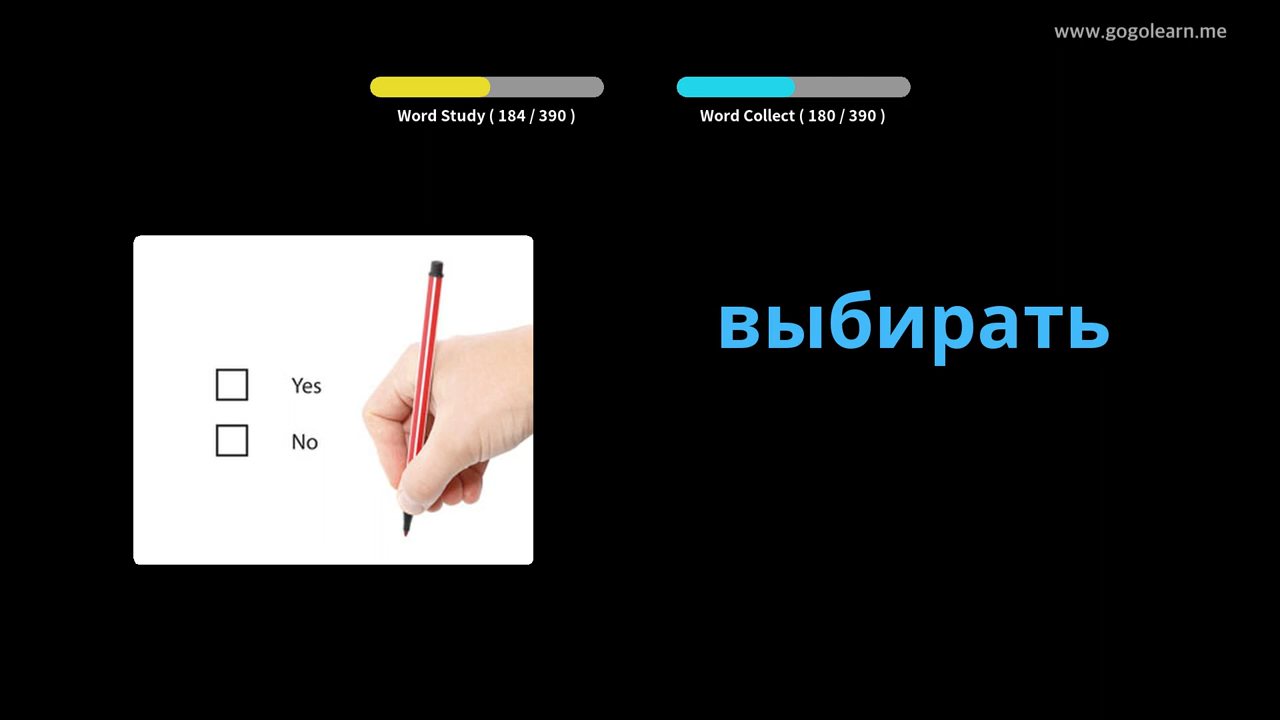 www.gogolearn.me
Word Study ( 184 / 390 )
Word Collect ( 180 / 390 )
выбирать
Yes
No